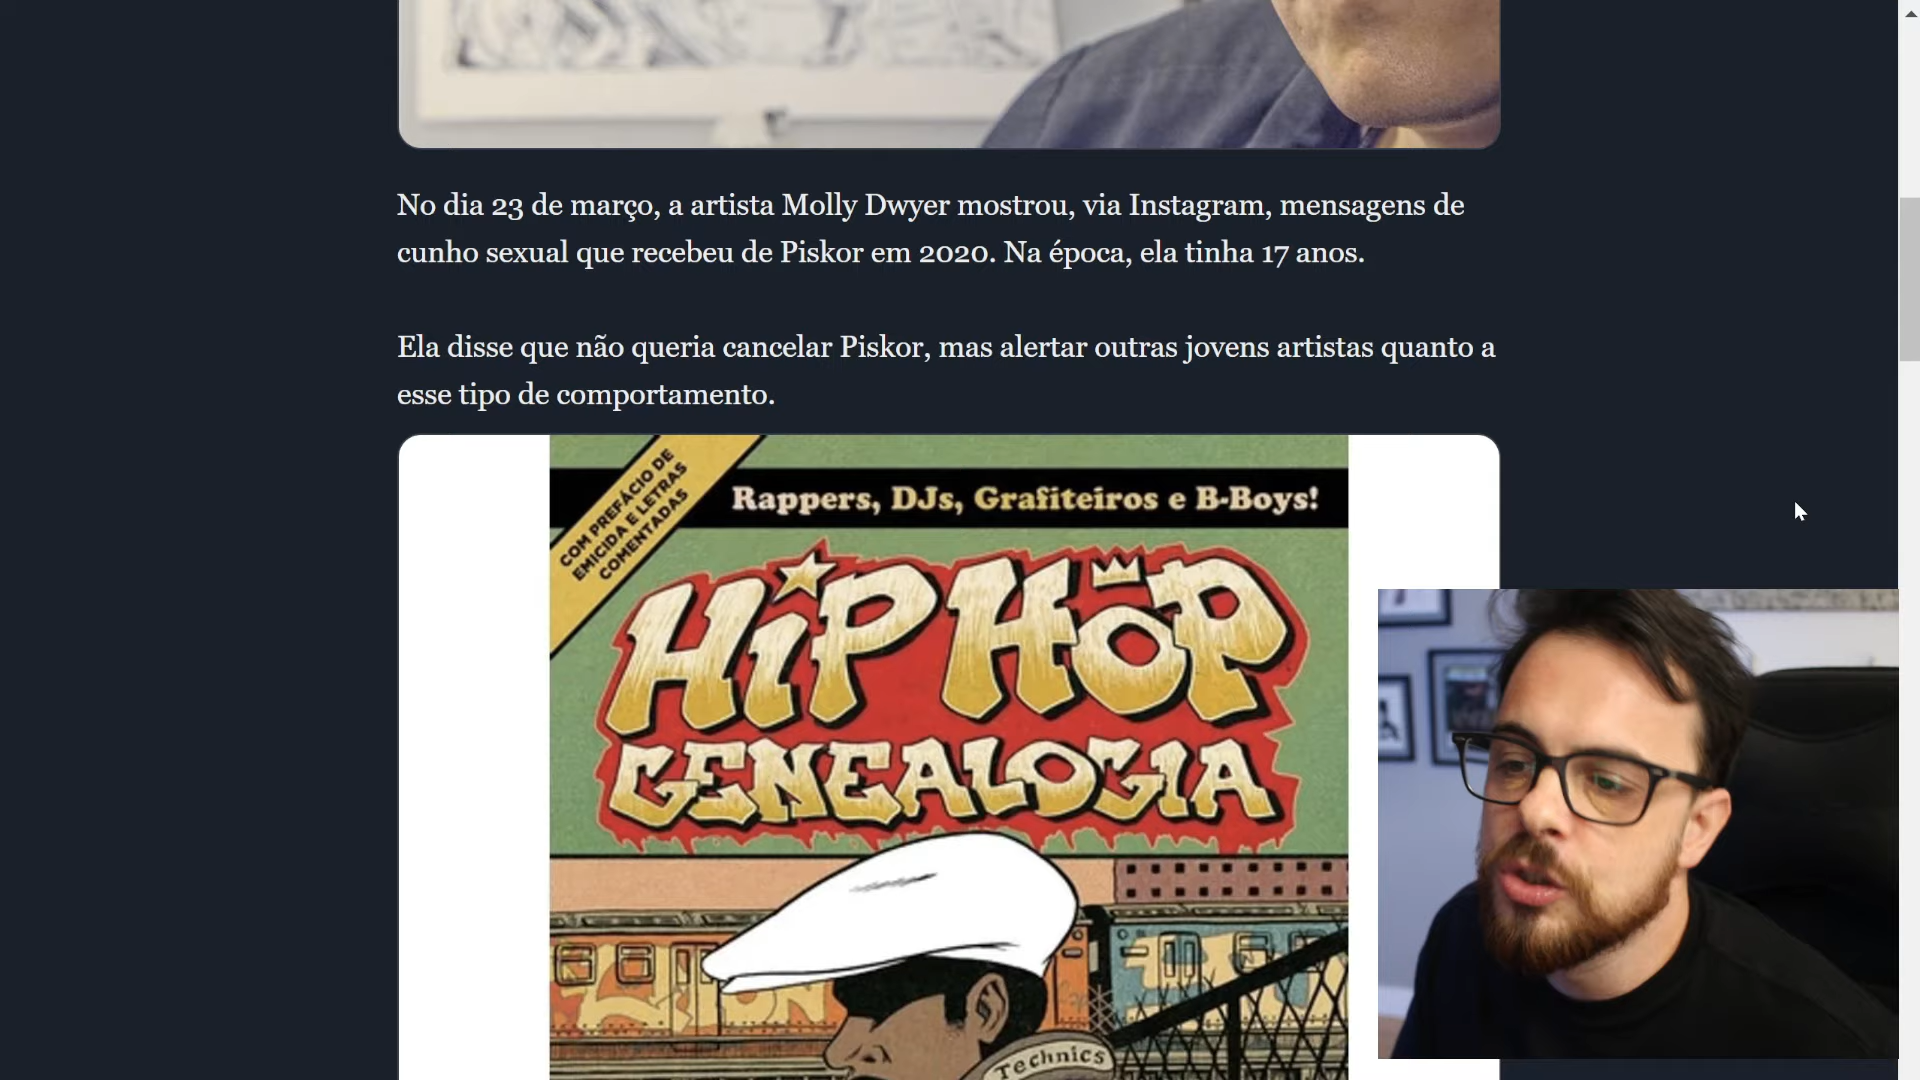 No dia 23 de março, a artista Molly Dwyer mostrou, via Instagram, mensagens de
cunho sexual que recebeu de Piskor em 2020. Na época, ela tinha 17 anos.
Ela disse que não queria cancelar Piskor, mas alertar outras jovens artistas quanto a
esse tipo de comportamento.
COM PREFÁCIO DE
EMICIDA E LETRAS
COMENTADAS
Rappers, DJs, Grafiteiros e B-Boys!
HIP HOP
GENEALOGIA
Technics